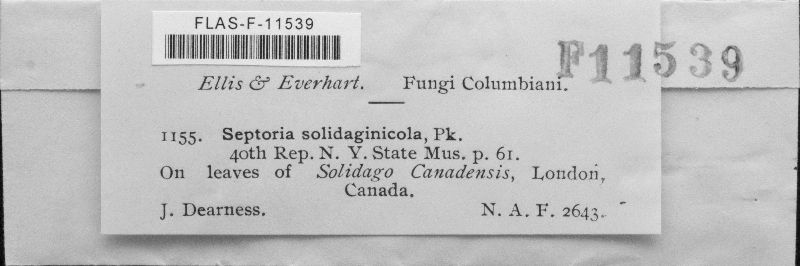 FLAS-F-11539
F11539
Ellis & Everhart. Fungi Columbiani.
1155. Septoria solidaginicola, Pk.
40th Rep. N. Y. State Mus. p. 61.
On leaves of Solidago Canadensis, London,
Canada.
J. Dearness. N. A. F. 2643.